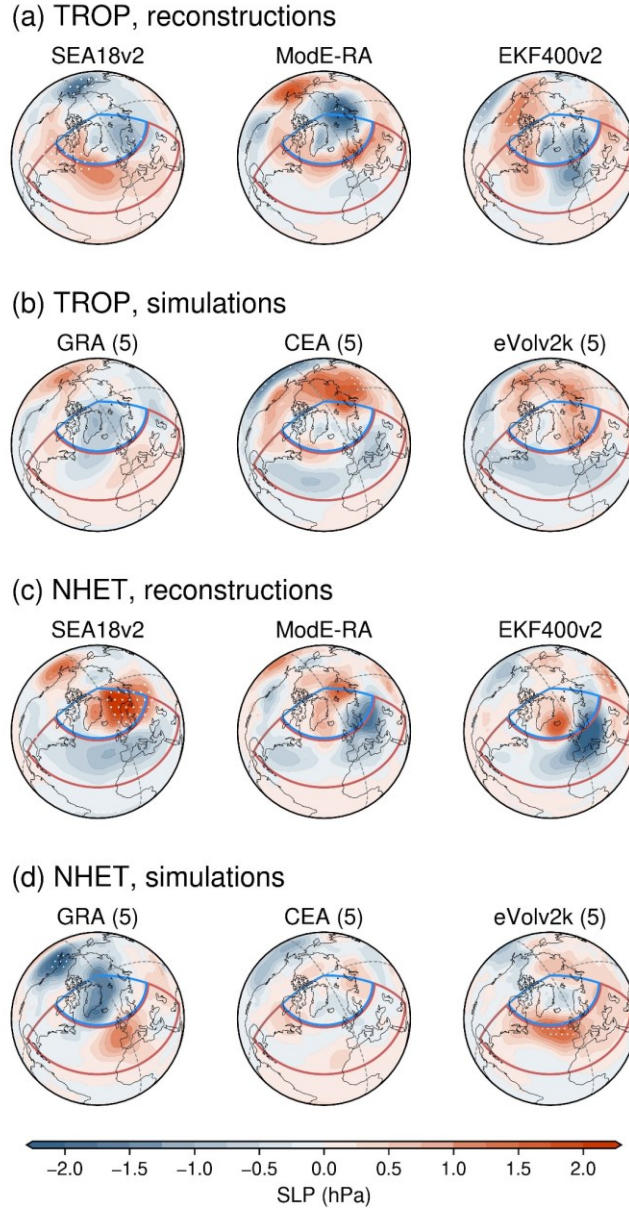 (a) TROP, reconstructions
SEA18v2 ModE-RA EKF400v2
(b) TROP, simulations
GRA (5) CEA (5) eVolv2k (5)
(c) NHET, reconstructions
SEA18v2 ModE-RA EKF400v2
(d) NHET, simulations
GRA (5) CEA (5) eVolv2k (5)
−2.0 −1.5 −1.0 −0.5 0.0 0.5 1.0 1.5 2.0
SLP (hPa)